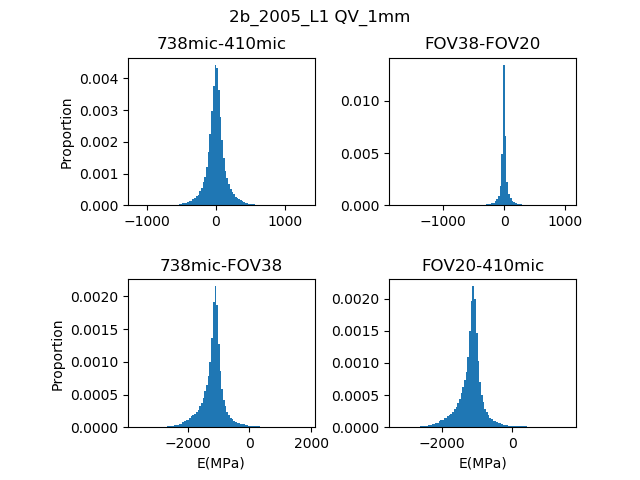 2b_2005_L1 QV_1mm
738mic-410mic
FOV38-FOV20
Proportion
0.004
0.003
0.002
0.001
0.000
−1000 0 1000
0.010
0.005
0.000
−1000 0 1000
738mic-FOV38
FOV20-410mic
Proportion
0.0020
0.0015
0.0010
0.0005
0.0000
−2000 0 2000
E(MPa)
0.0020
0.0015
0.0010
0.0005
0.0000
−2000 0
E(MPa)